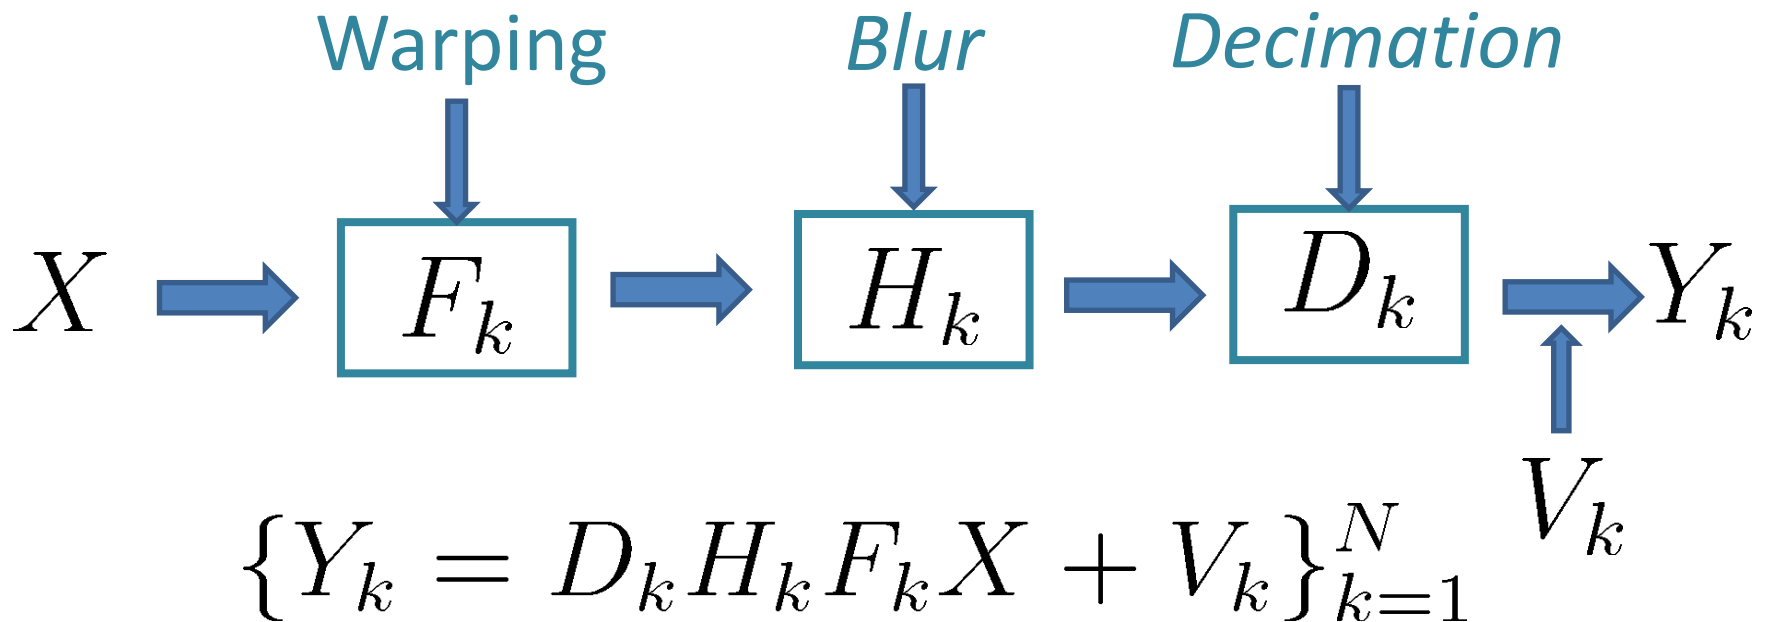 Warping Blur Decimation
X F_k H_k D_k Y_k
V_k
{Y_k = D_k H_k F_k X + V_k}_{k=1}^N